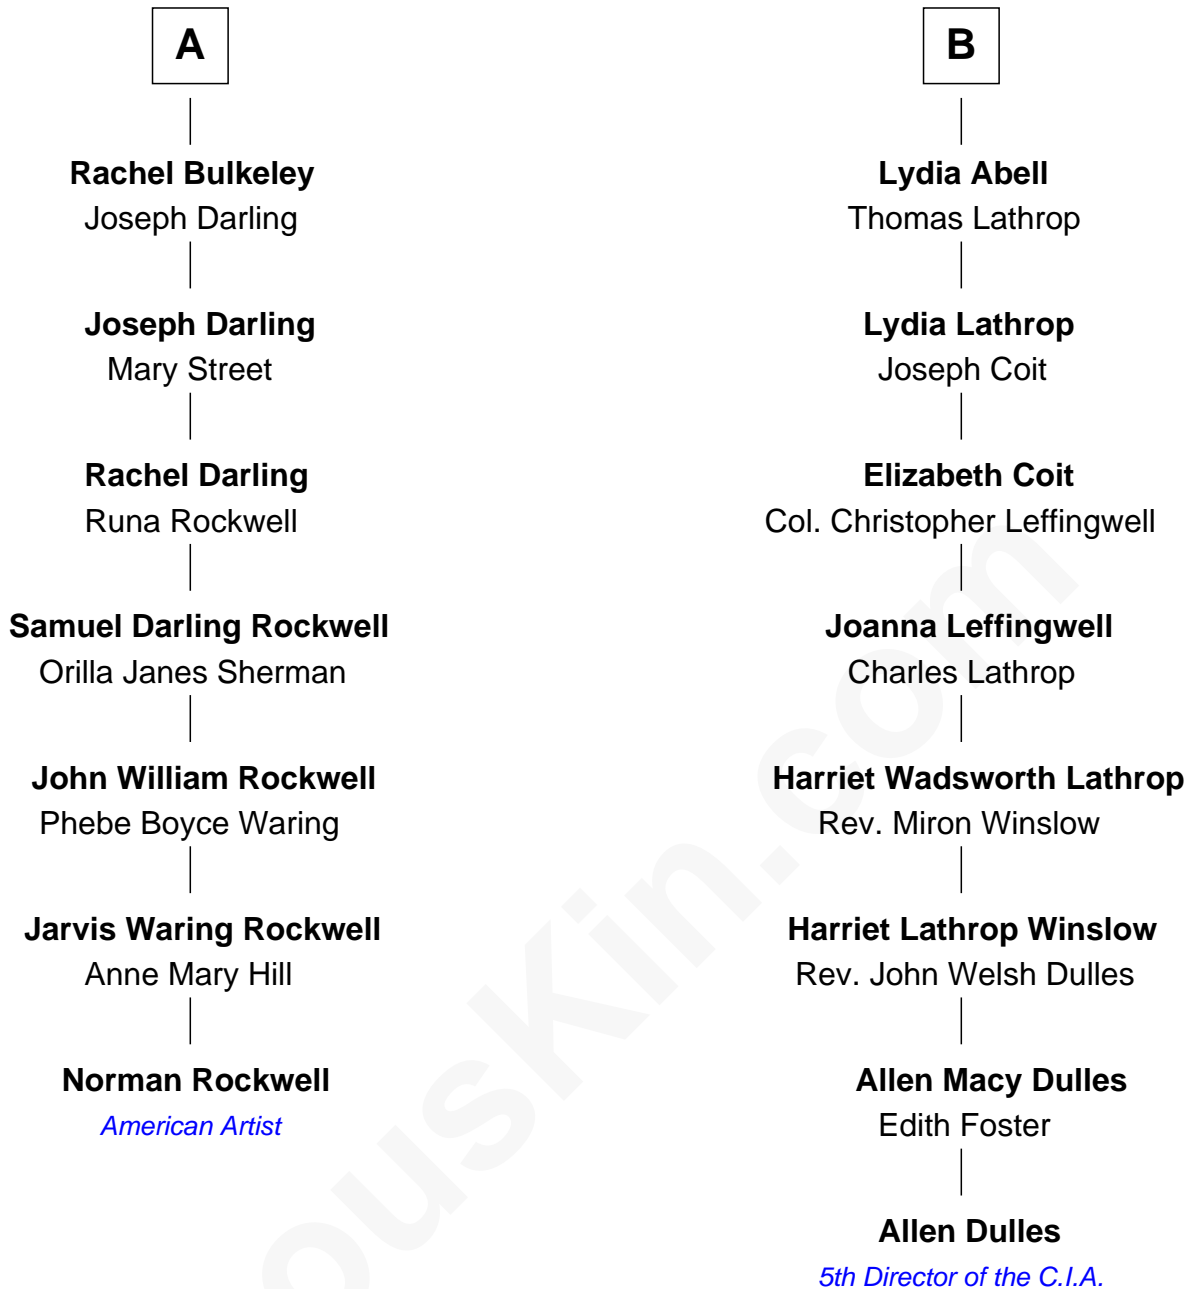 A
Rachel Bulkeley
Joseph Darling
Joseph Darling
Mary Street
Rachel Darling
Runa Rockwell
Samuel Darling Rockwell
Orilla Janes Sherman
John William Rockwell
Phebe Boyce Waring
Jarvis Waring Rockwell
Anne Mary Hill
Norman Rockwell
American Artist
B
Lydia Abell
Thomas Lathrop
Lydia Lathrop
Joseph Coit
Elizabeth Coit
Col. Christopher Leffingwell
Joanna Leffingwell
Charles Lathrop
Harriet Wadsworth Lathrop
Rev. Miron Winslow
Harriet Lathrop Winslow
Rev. John Welsh Dulles
Allen Macy Dulles
Edith Foster
Allen Dulles
5th Director of the C.I.A.
ousKin.com